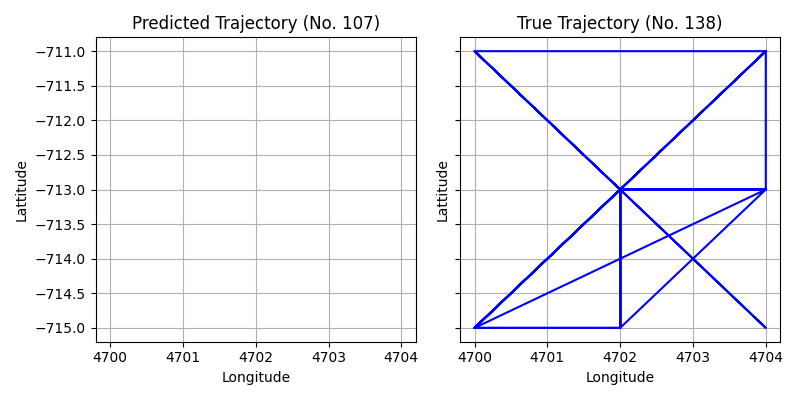 Predicted Trajectory (No. 107)
True Trajectory (No. 138)
−711.0
−711.5
−712.0
−712.5
−713.0
−713.5
−714.0
−714.5
−715.0
Lattitude
Lattitude
4700 4701 4702 4703 4704
4700 4701 4702 4703 4704
Longitude
Longitude